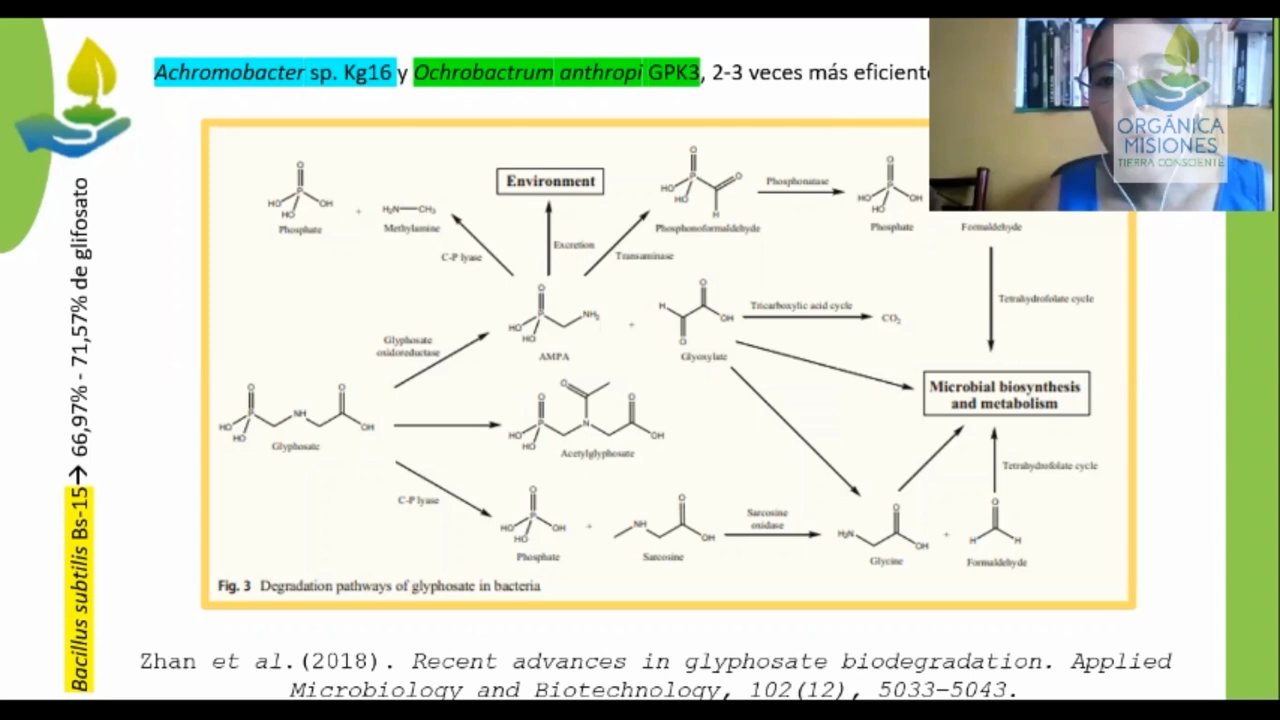 Achromobacter sp. Kg16 y Ochrobactrum anthropi GPK3, 2-3 veces más
ORGÁNICA
MISIONES
TIERRA CONSCIENTE
Bacillus subtilis Bs-15→ 66,97% - 71,57% de glifosato
Environment
Phosphate
+
Methylamine
C-P lyase
Excretion
Transaminase
Phosphonoformaldehyde
Phosphonatase
Phosphate
Formaldehyde
Tetrahydrofolate cycle
Glyphosate
oxidoreductase
AMPA
+
Glyoxylate
Tricarboxylic acid cycle
CO₂
Microbial biosynthesis
and metabolism
Glyphosate
Acetylglyphosate
C-P lyase
Phosphate
+
Sarcosine
Sarcosine
oxidase
Glycine
+
Formaldehyde
Tetrahydrofolate cycle
Fig. 3 Degradation pathways of glyphosate in bacteria
Zhan et al.(2018). Recent advances in glyphosate biodegradation. Applied
Microbiology and Biotechnology, 102(12), 5033–5043.